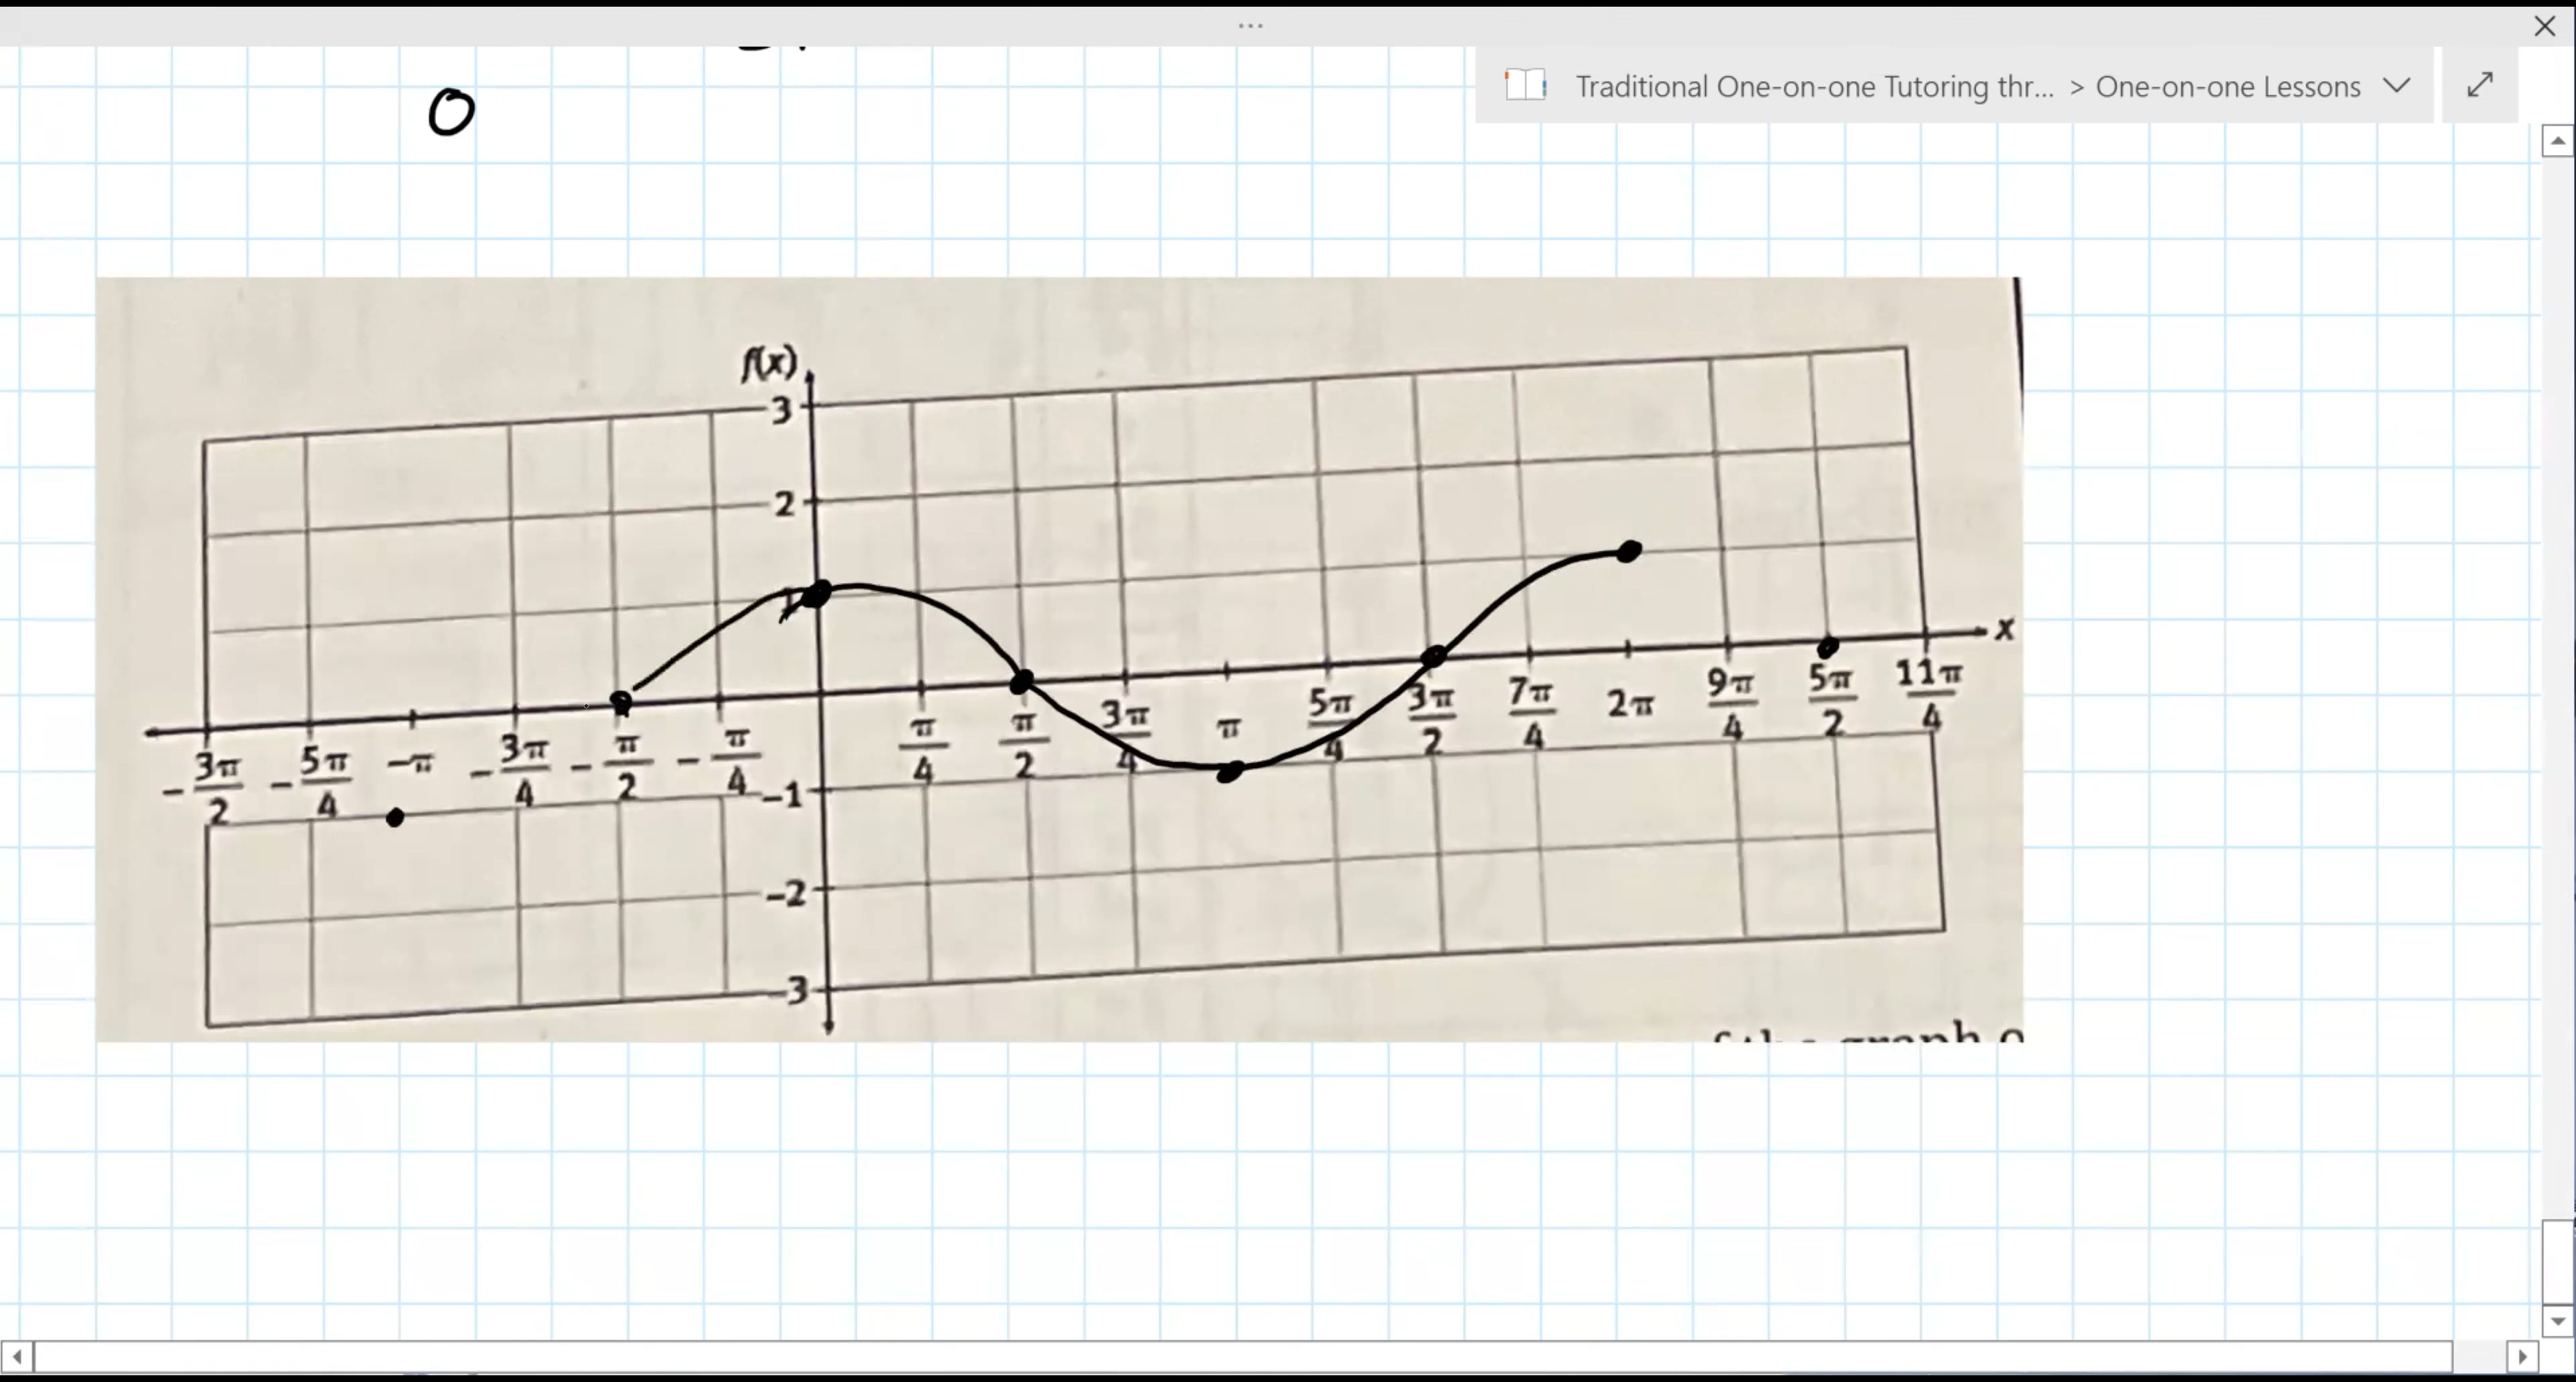 ...
Traditional One-on-one Tutoring thr... > One-on-one Lessons
0
f(x)
3
2
x
-3π/2 -5π/4 -π -3π/4 -π/2 -π/4 π/4 π/2 3π/4 π 5π/4 3π/2 7π/4 2π 9π/4 5π/2 11π/4
-1
-2
-3
graph